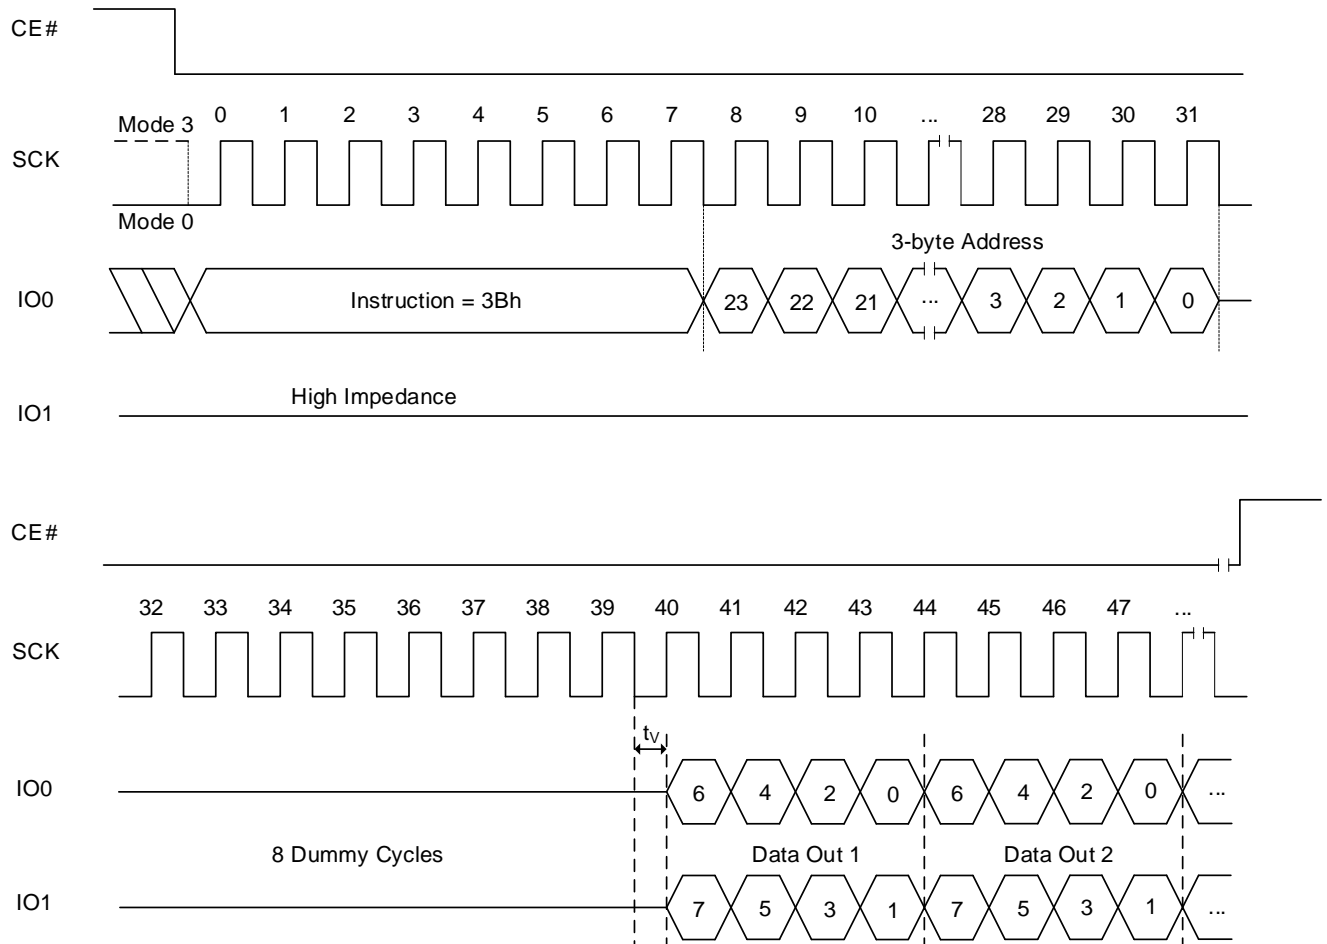 CE#
Mode 3 0 1 2 3 4 5 6 7 8 9 10 ... 28 29 30 31
SCK
Mode 0
3-byte Address
IO0 Instruction = 3Bh 23 22 21 ... 3 2 1 0
High Impedance
IO1
CE#
32 33 34 35 36 37 38 39 40 41 42 43 44 45 46 47 ...
SCK
tV
IO0 6 4 2 0 6 4 2 0 ...
8 Dummy Cycles Data Out 1 Data Out 2
IO1 7 5 3 1 7 5 3 1 ...